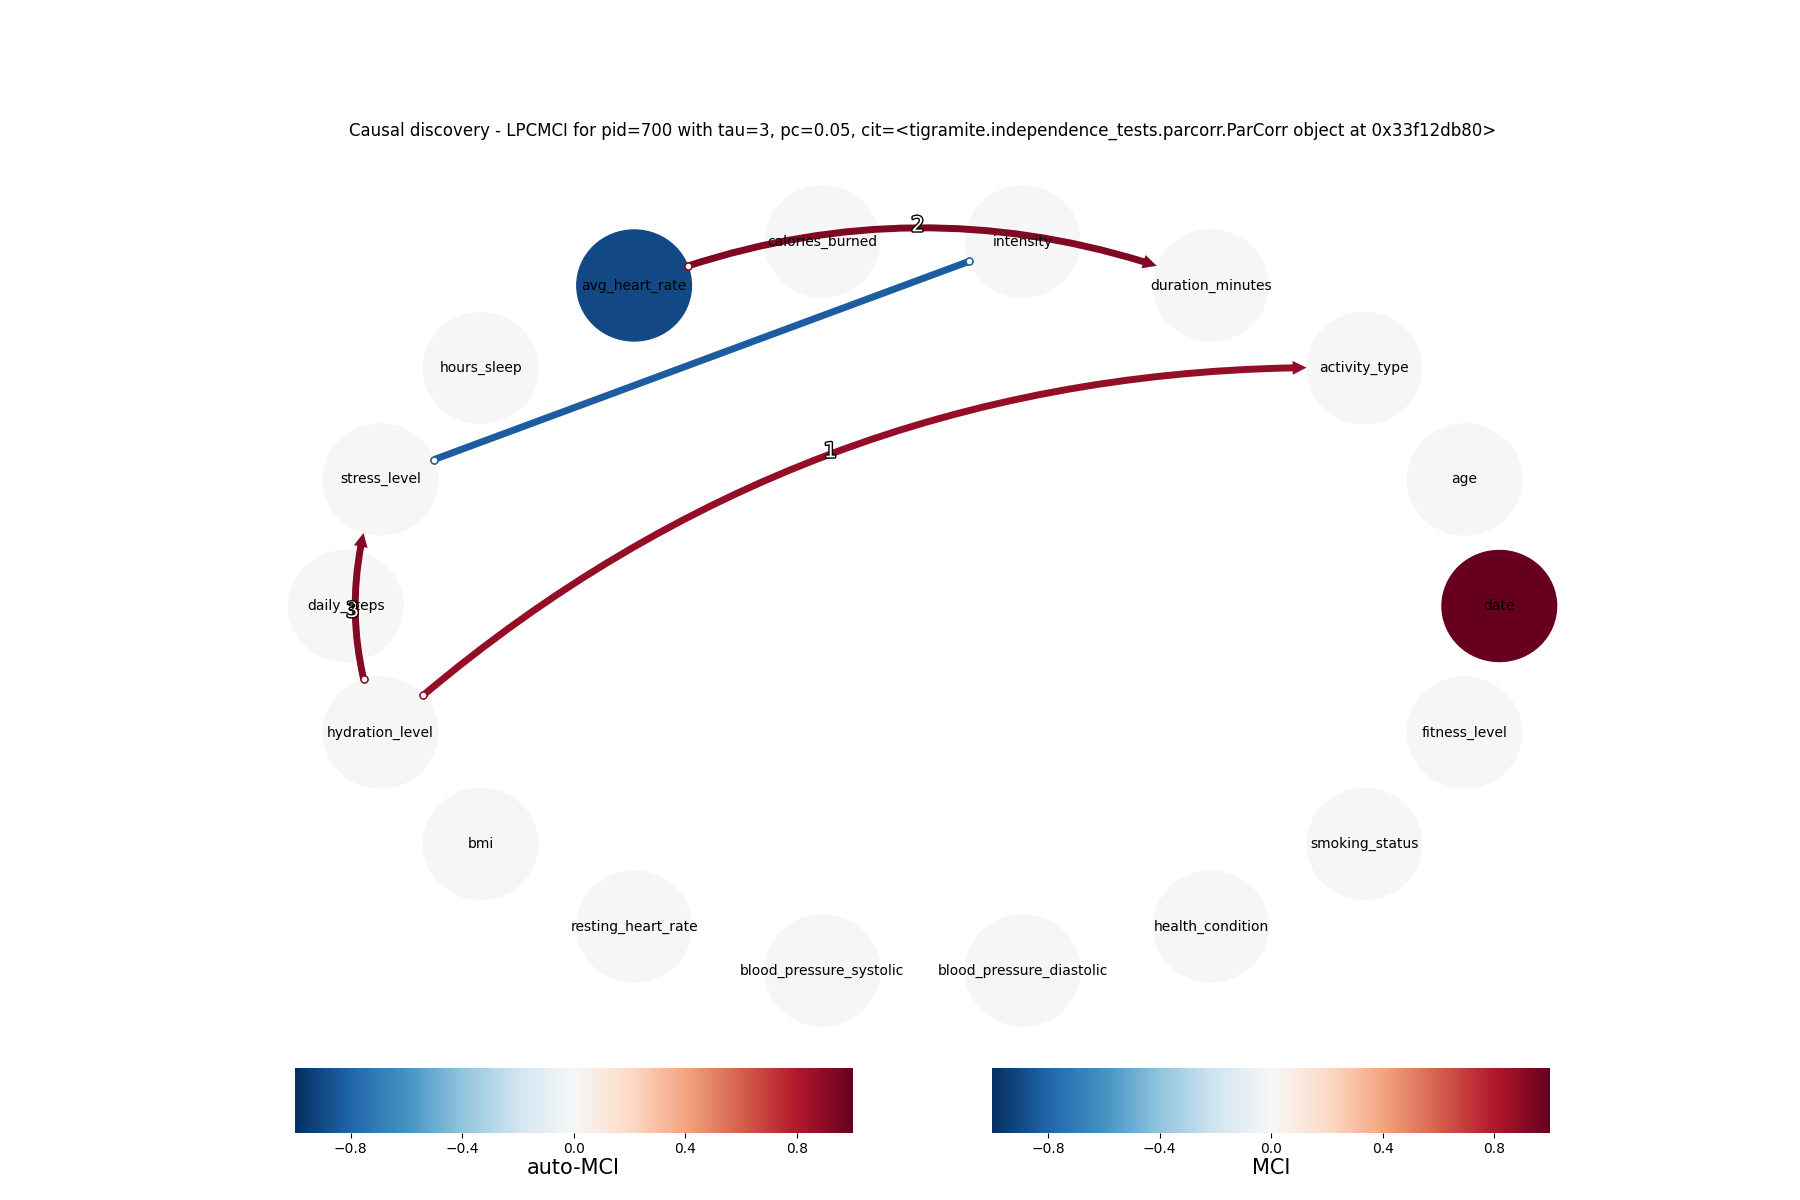 Causal discovery - LPCMCI for pid=700 with tau=3, pc=0.05, cit=<tigramite.independence_tests.parcorr.ParCorr object at 0x33f12db80>
2
calories_burned
intensity
avg_heart_rate
duration_minutes
hours_sleep
activity_type
1
stress_level
age
daily_steps
3
date
hydration_level
fitness_level
bmi
smoking_status
resting_heart_rate
health_condition
blood_pressure_systolic
blood_pressure_diastolic
−0.8 −0.4 0.0 0.4 0.8
auto-MCI
−0.8 −0.4 0.0 0.4 0.8
MCI